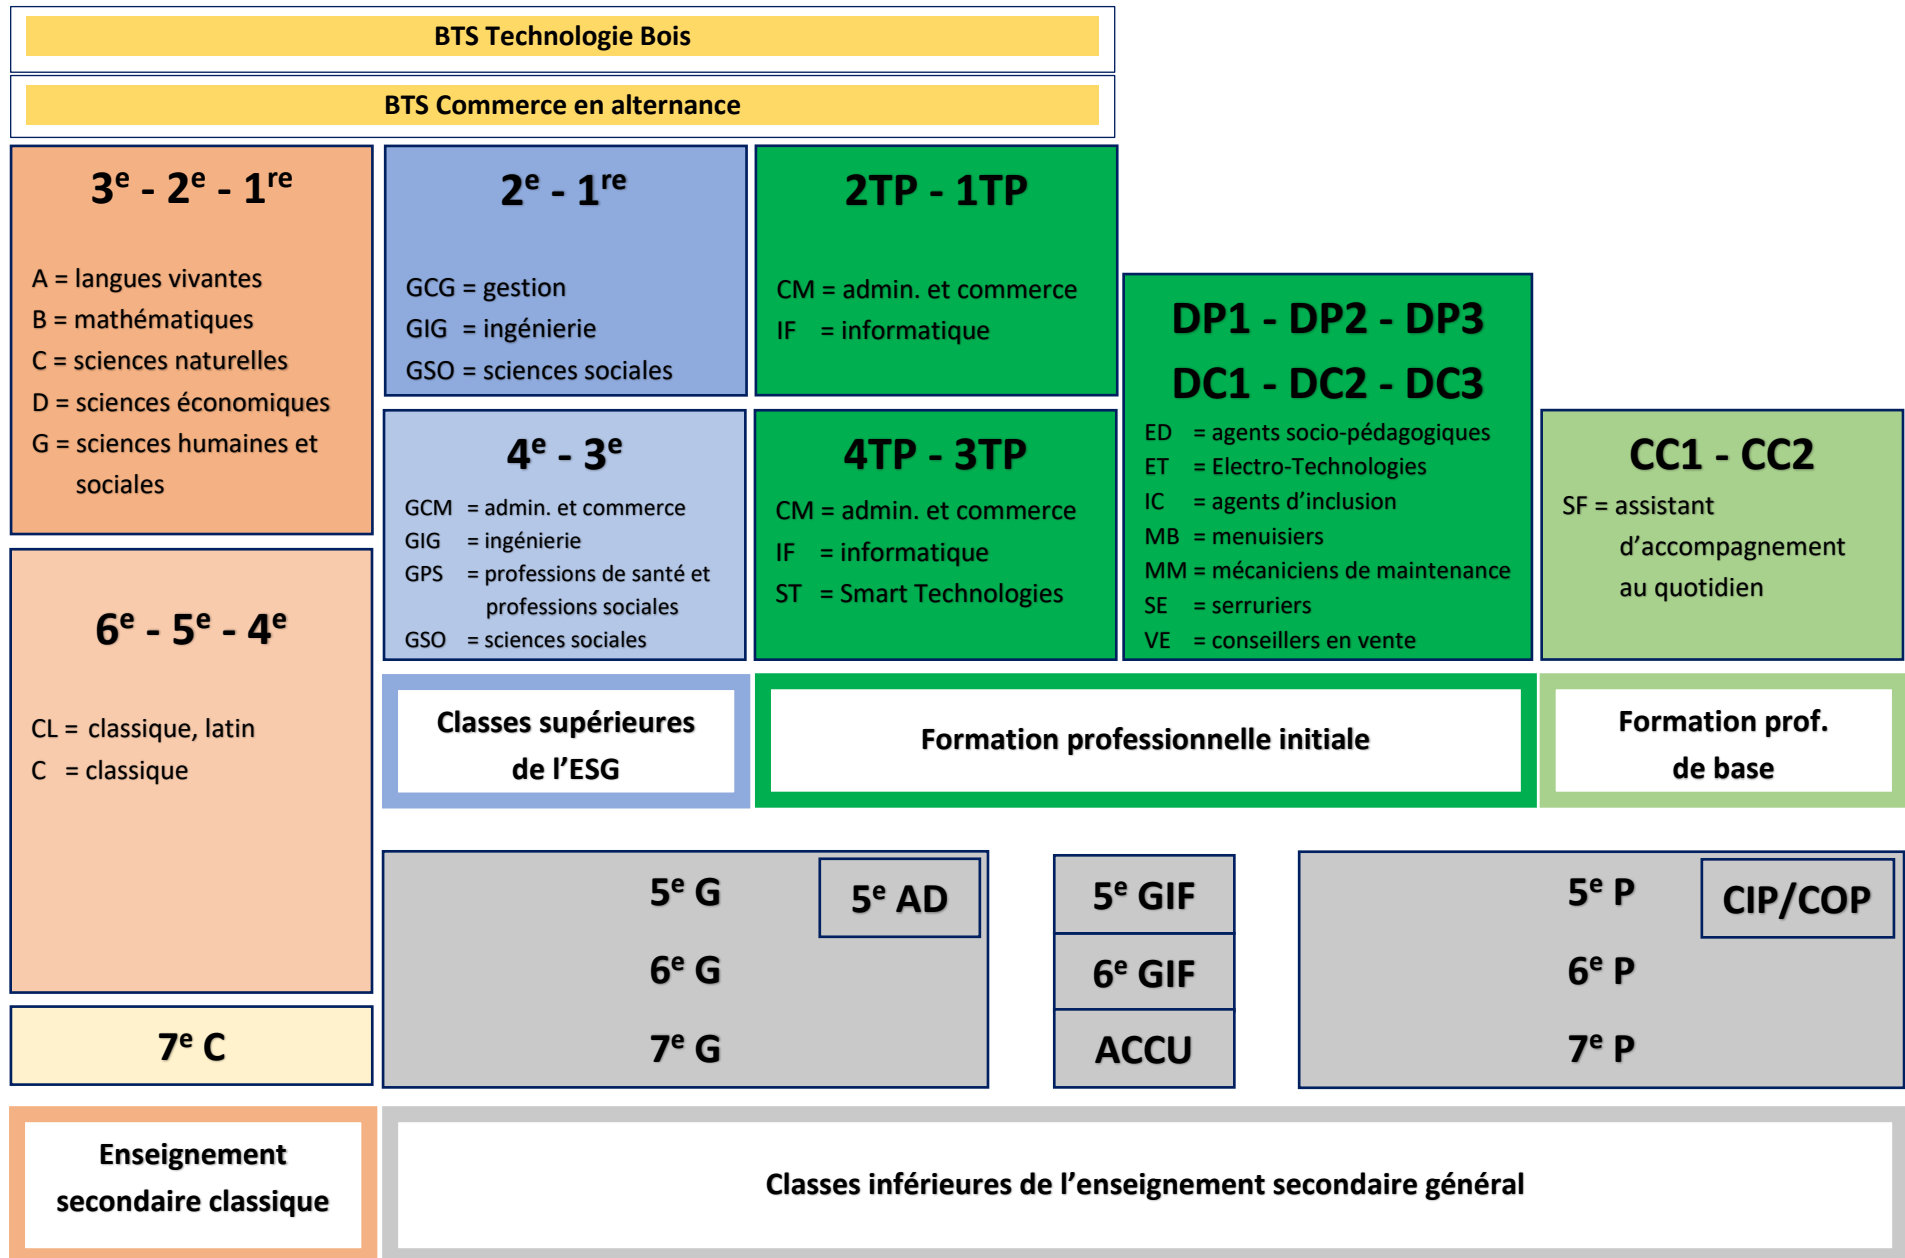 BTS Technologie Bois
BTS Commerce en alternance
3e - 2e - 1re
A = langues vivantes
B = mathématiques
C = sciences naturelles
D = sciences économiques
G = sciences humaines et
sociales
6e - 5e - 4e
CL = classique, latin
C = classique
7e C
Enseignement
secondaire classique
2e - 1re
GCG = gestion
GIG = ingénierie
GSO = sciences sociales
4e - 3e
GCM = admin. et commerce
GIG = ingénierie
GPS = professions de santé et
professions sociales
GSO = sciences sociales
Classes supérieures
de l’ESG
2TP - 1TP
CM = admin. et commerce
IF = informatique
4TP - 3TP
CM = admin. et commerce
IF = informatique
ST = Smart Technologies
DP1 - DP2 - DP3
DC1 - DC2 - DC3
ED = agents socio-pédagogiques
ET = Electro-Technologies
IC = agents d’inclusion
MB = menuisiers
MM = mécaniciens de maintenance
SE = serruriers
VE = conseillers en vente
Formation professionnelle initiale
CC1 - CC2
SF = assistant
d’accompagnement
au quotidien
Formation prof.
de base
5e G
5e AD
6e G
7e G
5e GIF
6e GIF
ACCU
5e P
CIP/COP
6e P
7e P
Classes inférieures de l’enseignement secondaire général